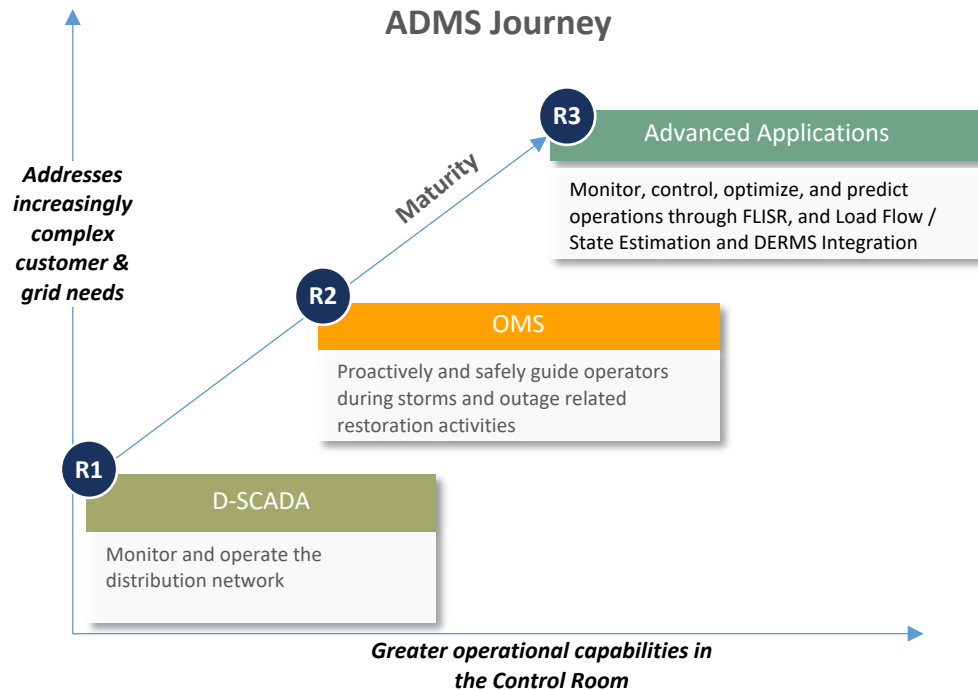 ADMS Journey
R3
Advanced Applications
Monitor, control, optimize, and predict
operations through FLISR, and Load Flow /
State Estimation and DERMS Integration
Maturity
Addresses
increasingly
complex
customer &
grid needs
R2
OMS
Proactively and safely guide operators
during storms and outage related
restoration activities
R1
D-SCADA
Monitor and operate the
distribution network
Greater operational capabilities in
the Control Room